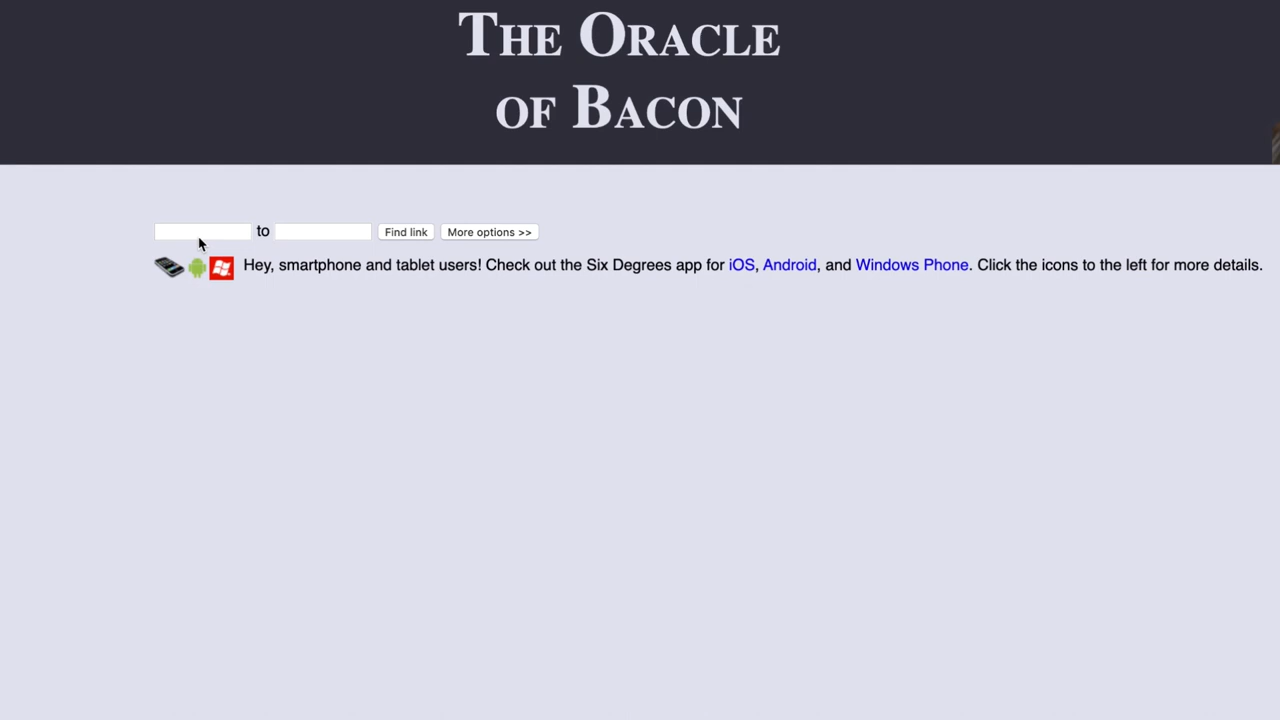 THE ORACLE
OF BACON
to Find link More options >>
Hey, smartphone and tablet users! Check out the Six Degrees app for iOS, Android, and Windows Phone. Click the icons to the left for more details.